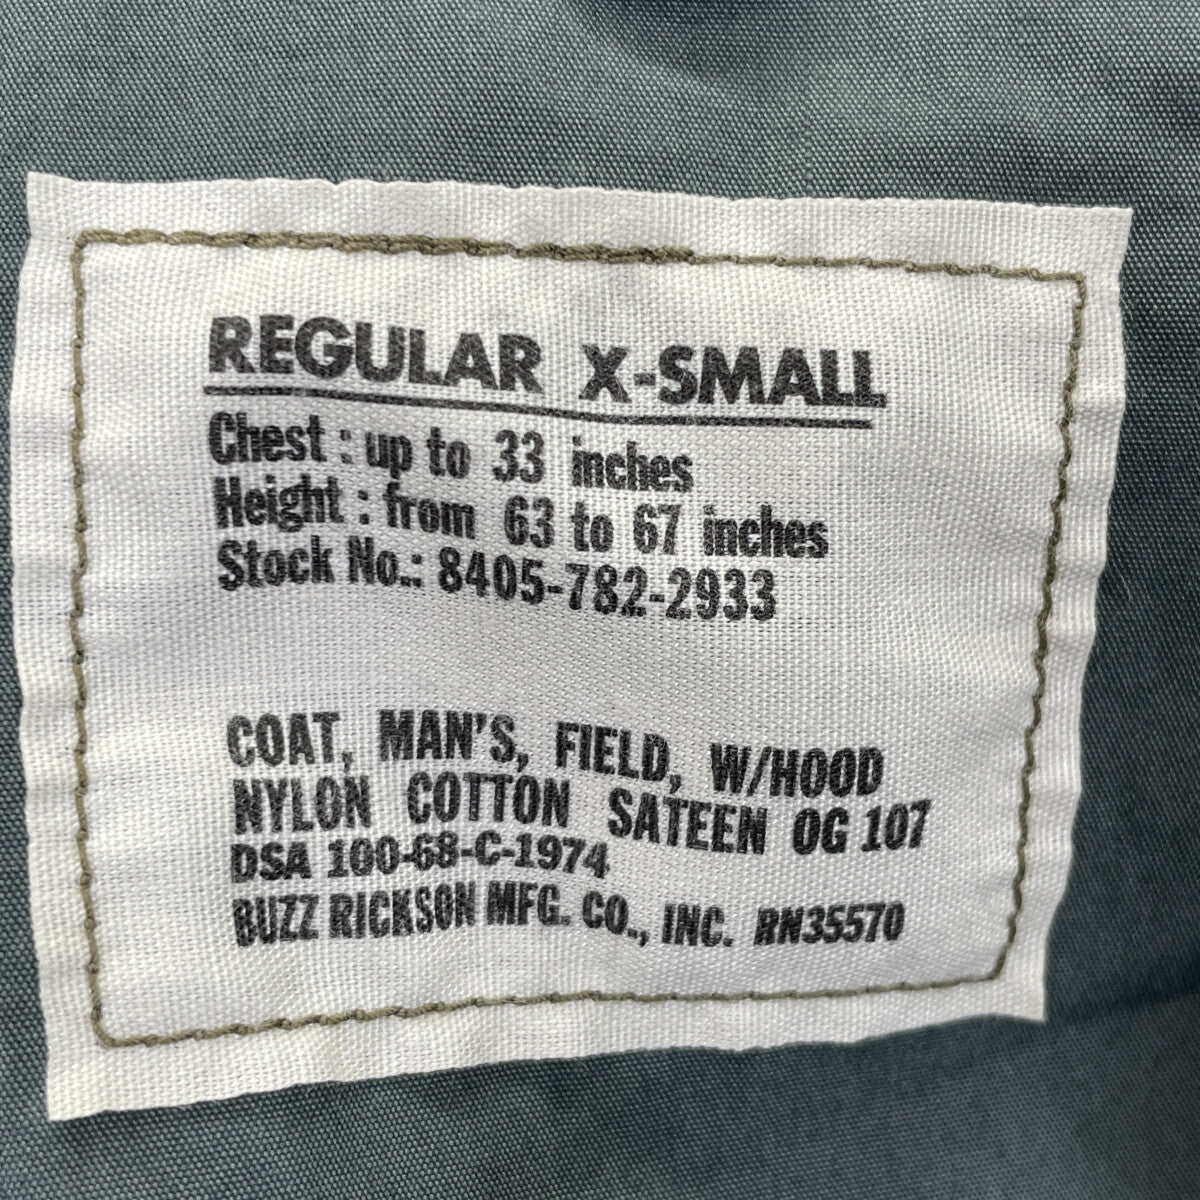 REGULAR X-SMALL
Chest : up to 33 inches
Height : from 63 to 67 inches
Stock No.: 8405-782-2933
COAT, MAN'S, FIELD, W/HOOD
NYLON COTTON SATEEN OG 107
DSA 100-68-C-1974
BUZZ RICKSON MFG. CO., INC. RN35570